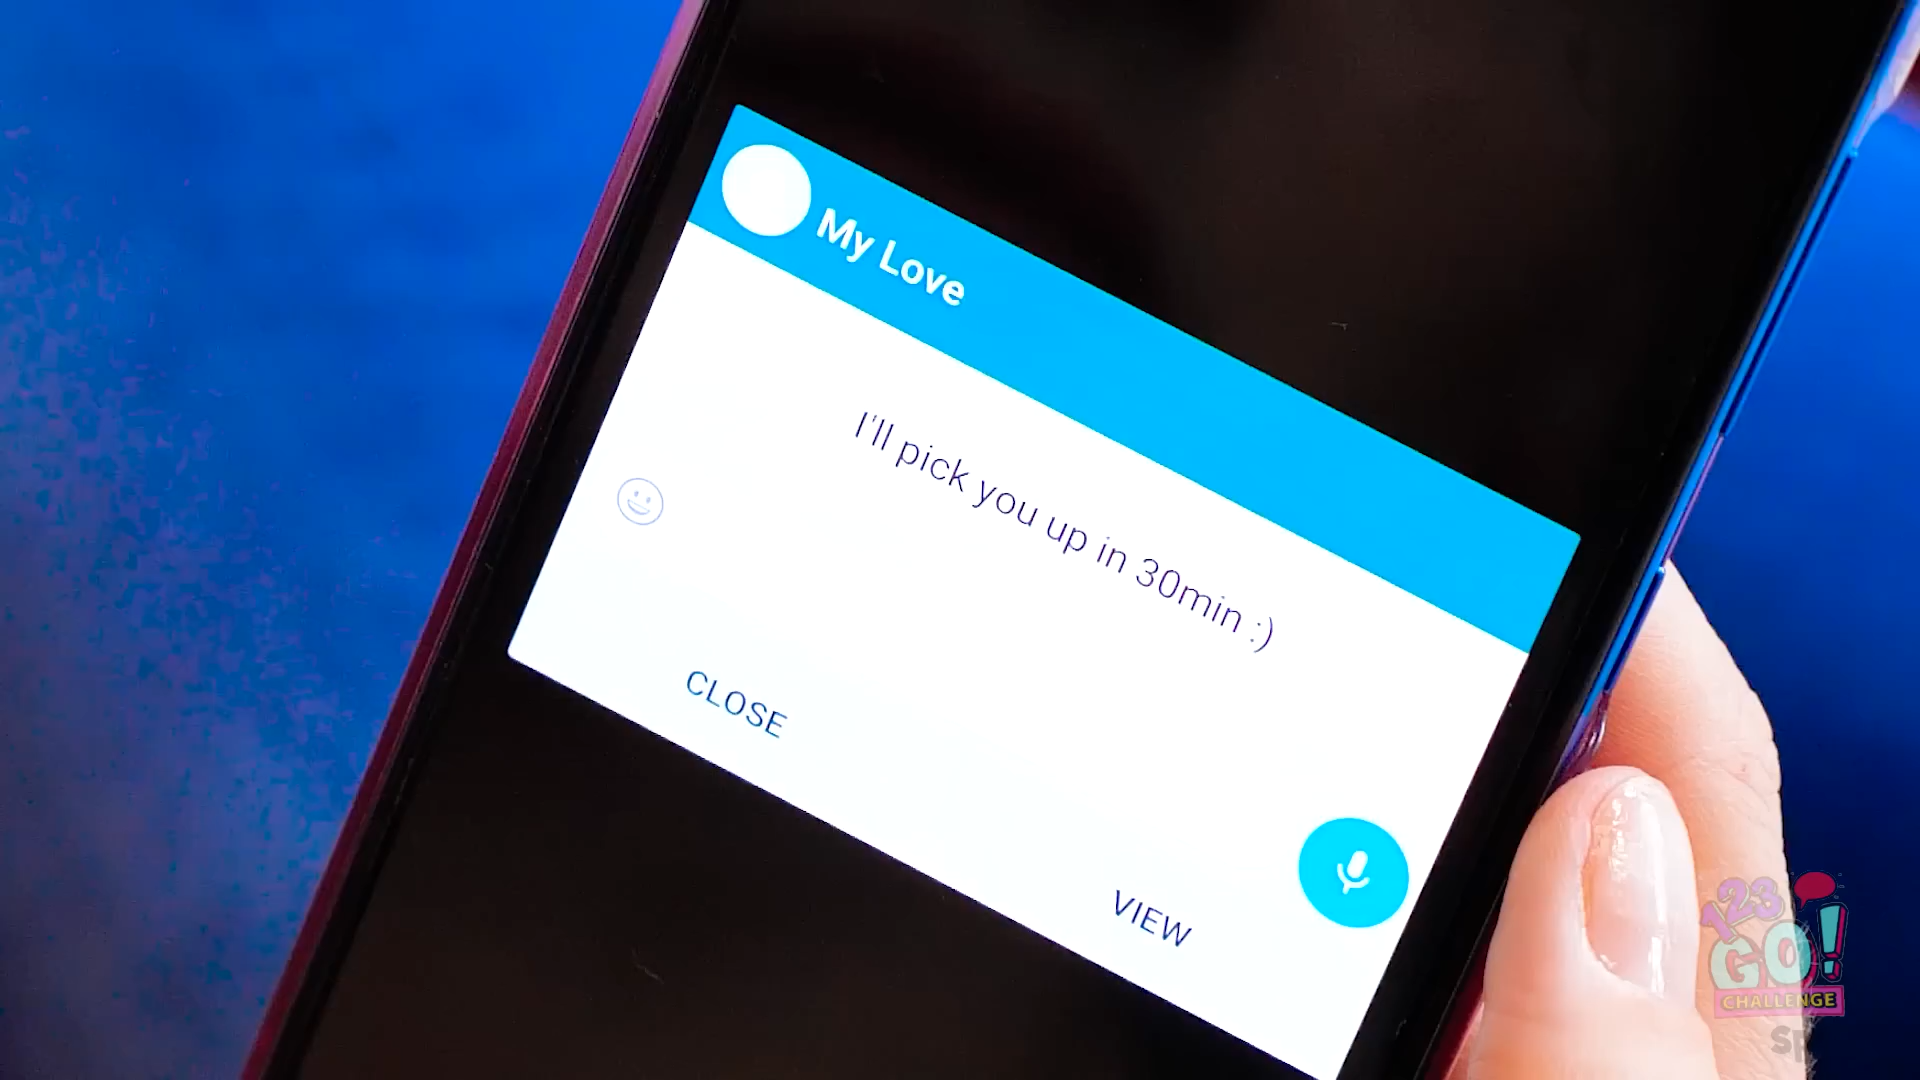 My Love
I'll pick you up in 30min :)
CLOSE
VIEW
123
GO!
CHALLENGE